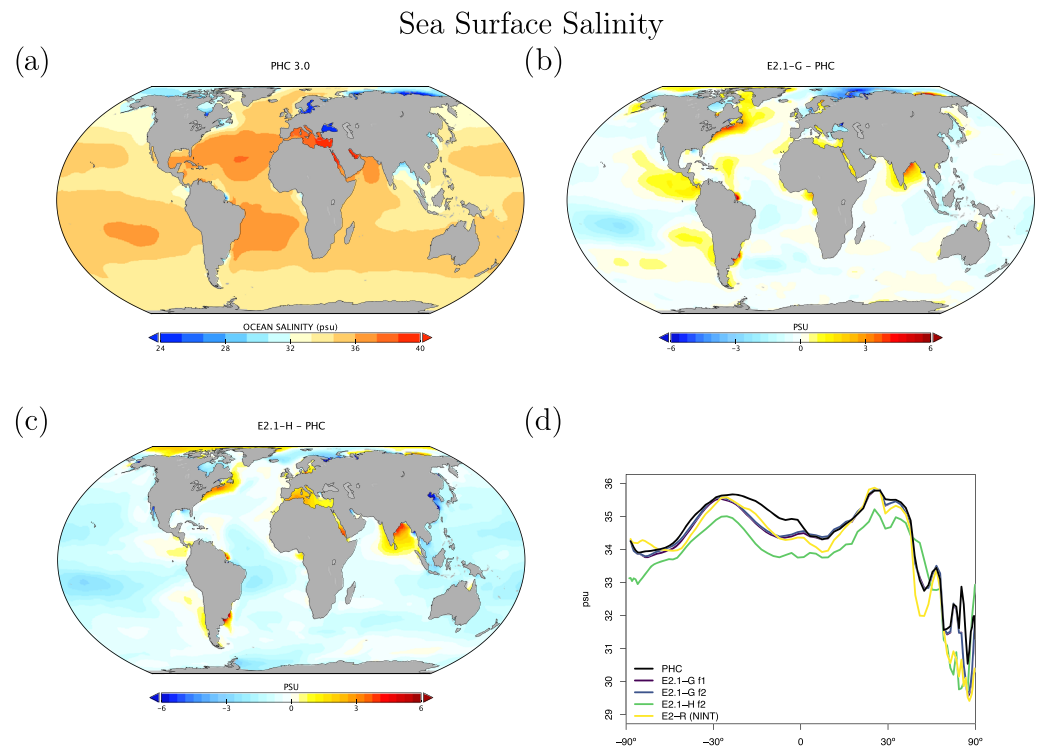 Sea Surface Salinity
(a)
(b)
PHC 3.0
E2.1–G – PHC
OCEAN SALINITY (psu)
24 28 32 36 40
PSU
−6 −3 0 3 6
(c)
(d)
E2.1–H – PHC
PSU
−6 −3 0 3 6
psu
36
35
34
33
32
31
30
29
PHC
E2.1–G f1
E2.1–G f2
E2.1–H f2
E2–R (NINT)
−90° −30° 0 30° 90°